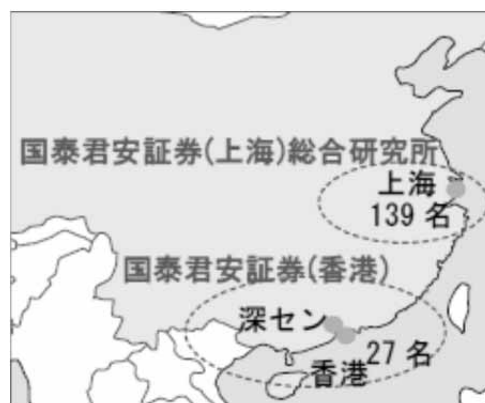 国泰君安証券(上海)総合研究所
上海
139 名
国泰君安証券(香港)
深セン
27 名
香港